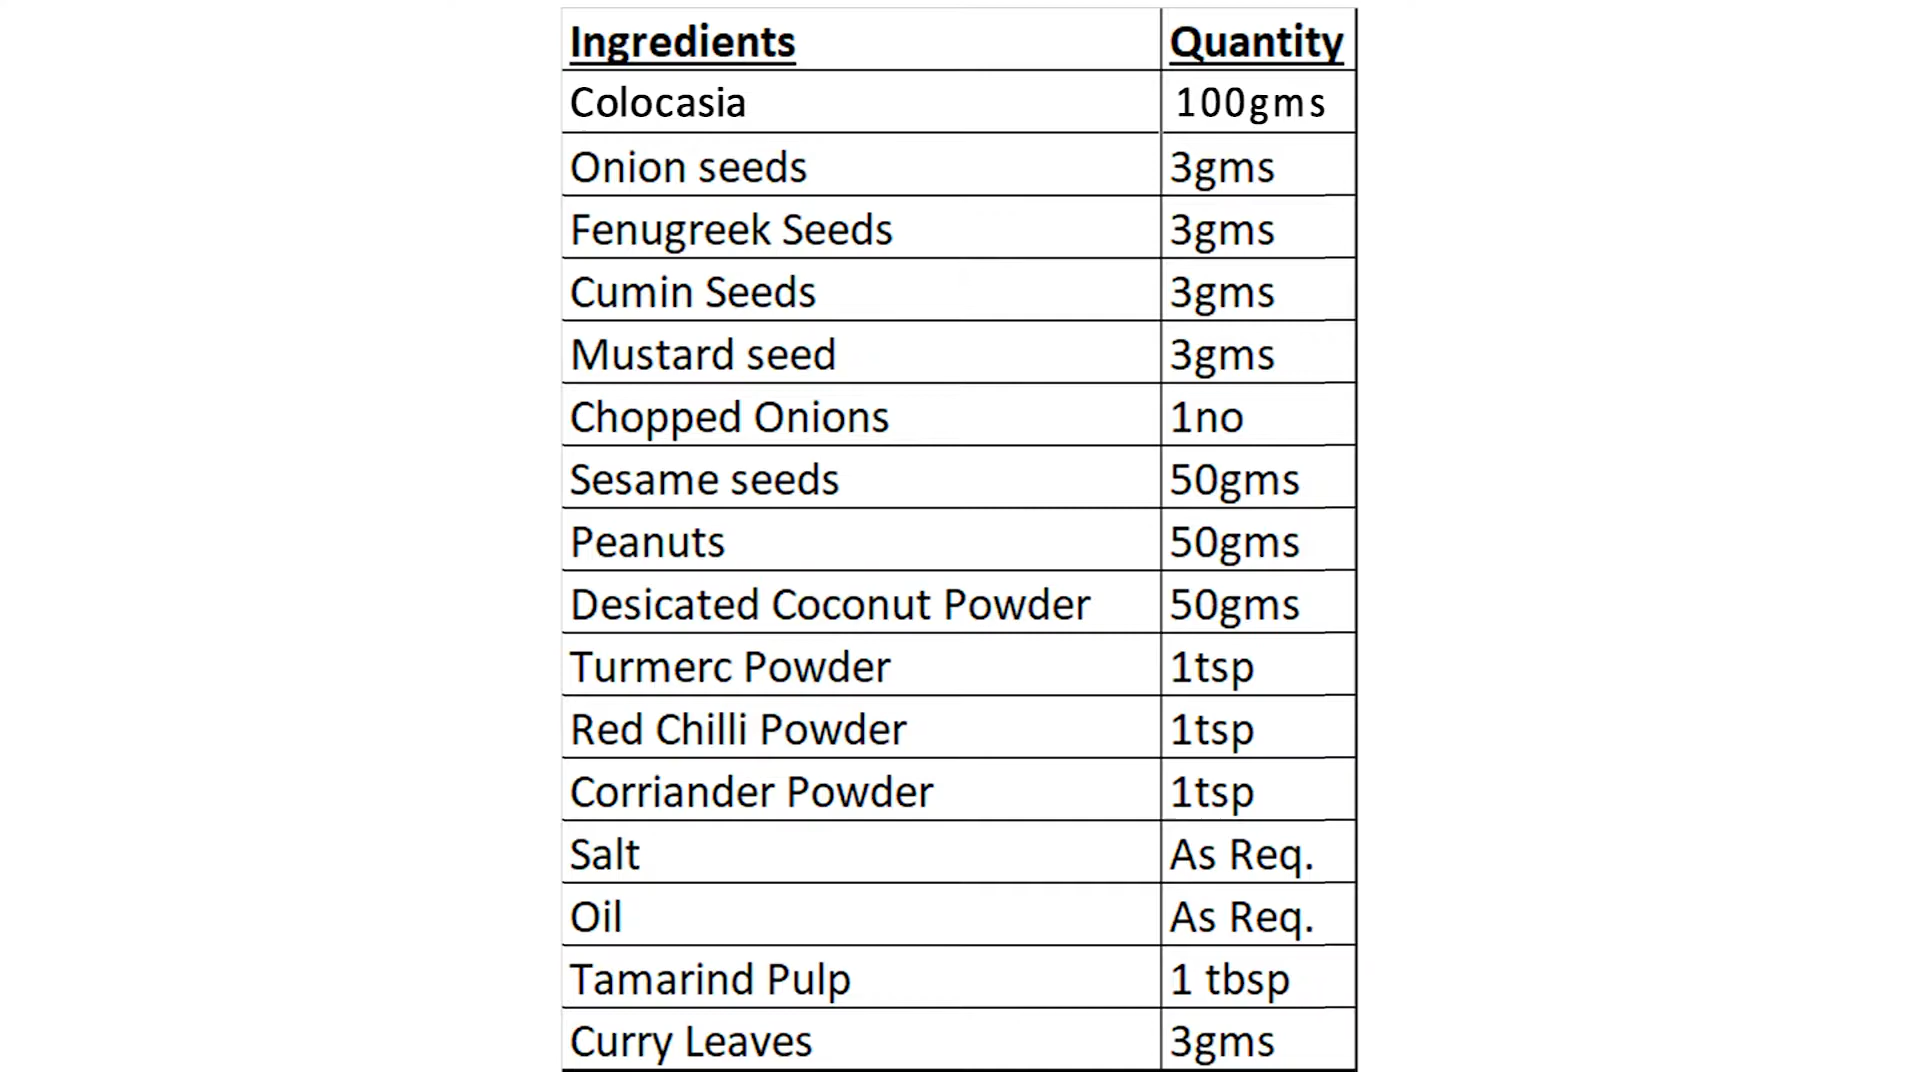 Ingredients Quantity
Colocasia 100gms
Onion seeds 3gms
Fenugreek Seeds 3gms
Cumin Seeds 3gms
Mustard seed 3gms
Chopped Onions 1no
Sesame seeds 50gms
Peanuts 50gms
Desicated Coconut Powder 50gms
Turmerc Powder 1tsp
Red Chilli Powder 1tsp
Corriander Powder 1tsp
Salt As Req.
Oil As Req.
Tamarind Pulp 1 tbsp
Curry Leaves 3gms